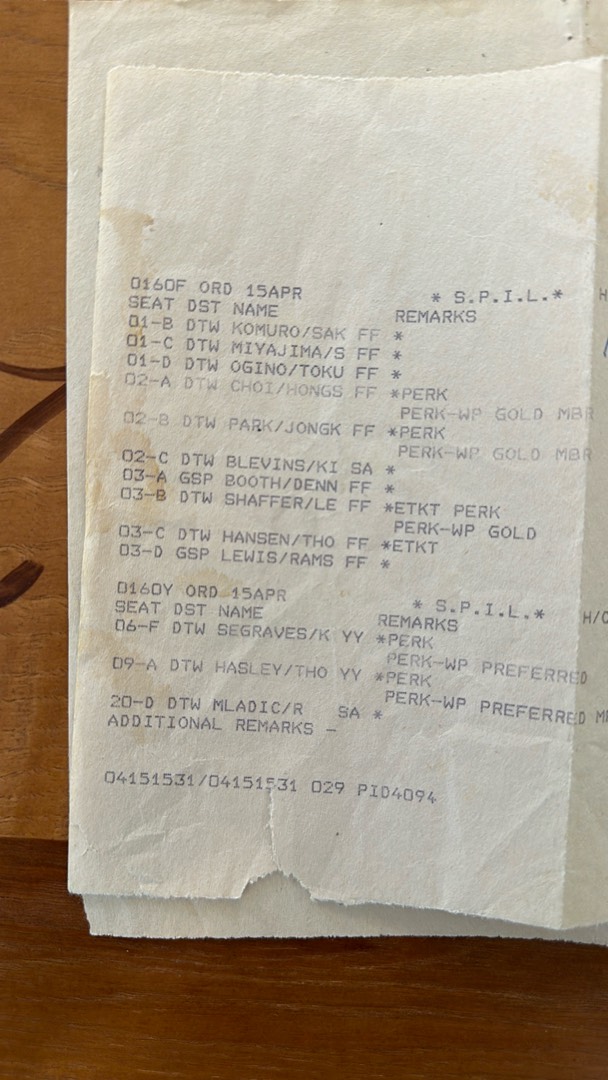 0160F ORD 15APR * S.P.I.L.* H
SEAT DST NAME REMARKS
01-B DTW KOMURO/SAK FF *
01-C DTW MIYAJIMA/S FF *
01-D DTW OGINO/TOKU FF *
02-A DTW CHOI/HONGS FF *PERK
PERK-WP GOLD MBR
02-B DTW PARK/JONGK FF *PERK
PERK-WP GOLD MBR
02-C DTW BLEVINS/KI SA *
03-A GSP BOOTH/DENN FF *
03-B DTW SHAFFER/LE FF *ETKT PERK
PERK-WP GOLD
03-C DTW HANSEN/THO FF *ETKT
03-D GSP LEWIS/RAMS FF *
0160Y ORD 15APR * S.P.I.L.* H/C
SEAT DST NAME REMARKS
06-F DTW SEGRAVES/K YY *PERK
PERK-WP PREFERRED
09-A DTW HASLEY/THO YY *PERK
PERK-WP PREFERRED M
20-D DTW MLADIC/R SA *
ADDITIONAL REMARKS -
04151531/04151531 029 PID4094